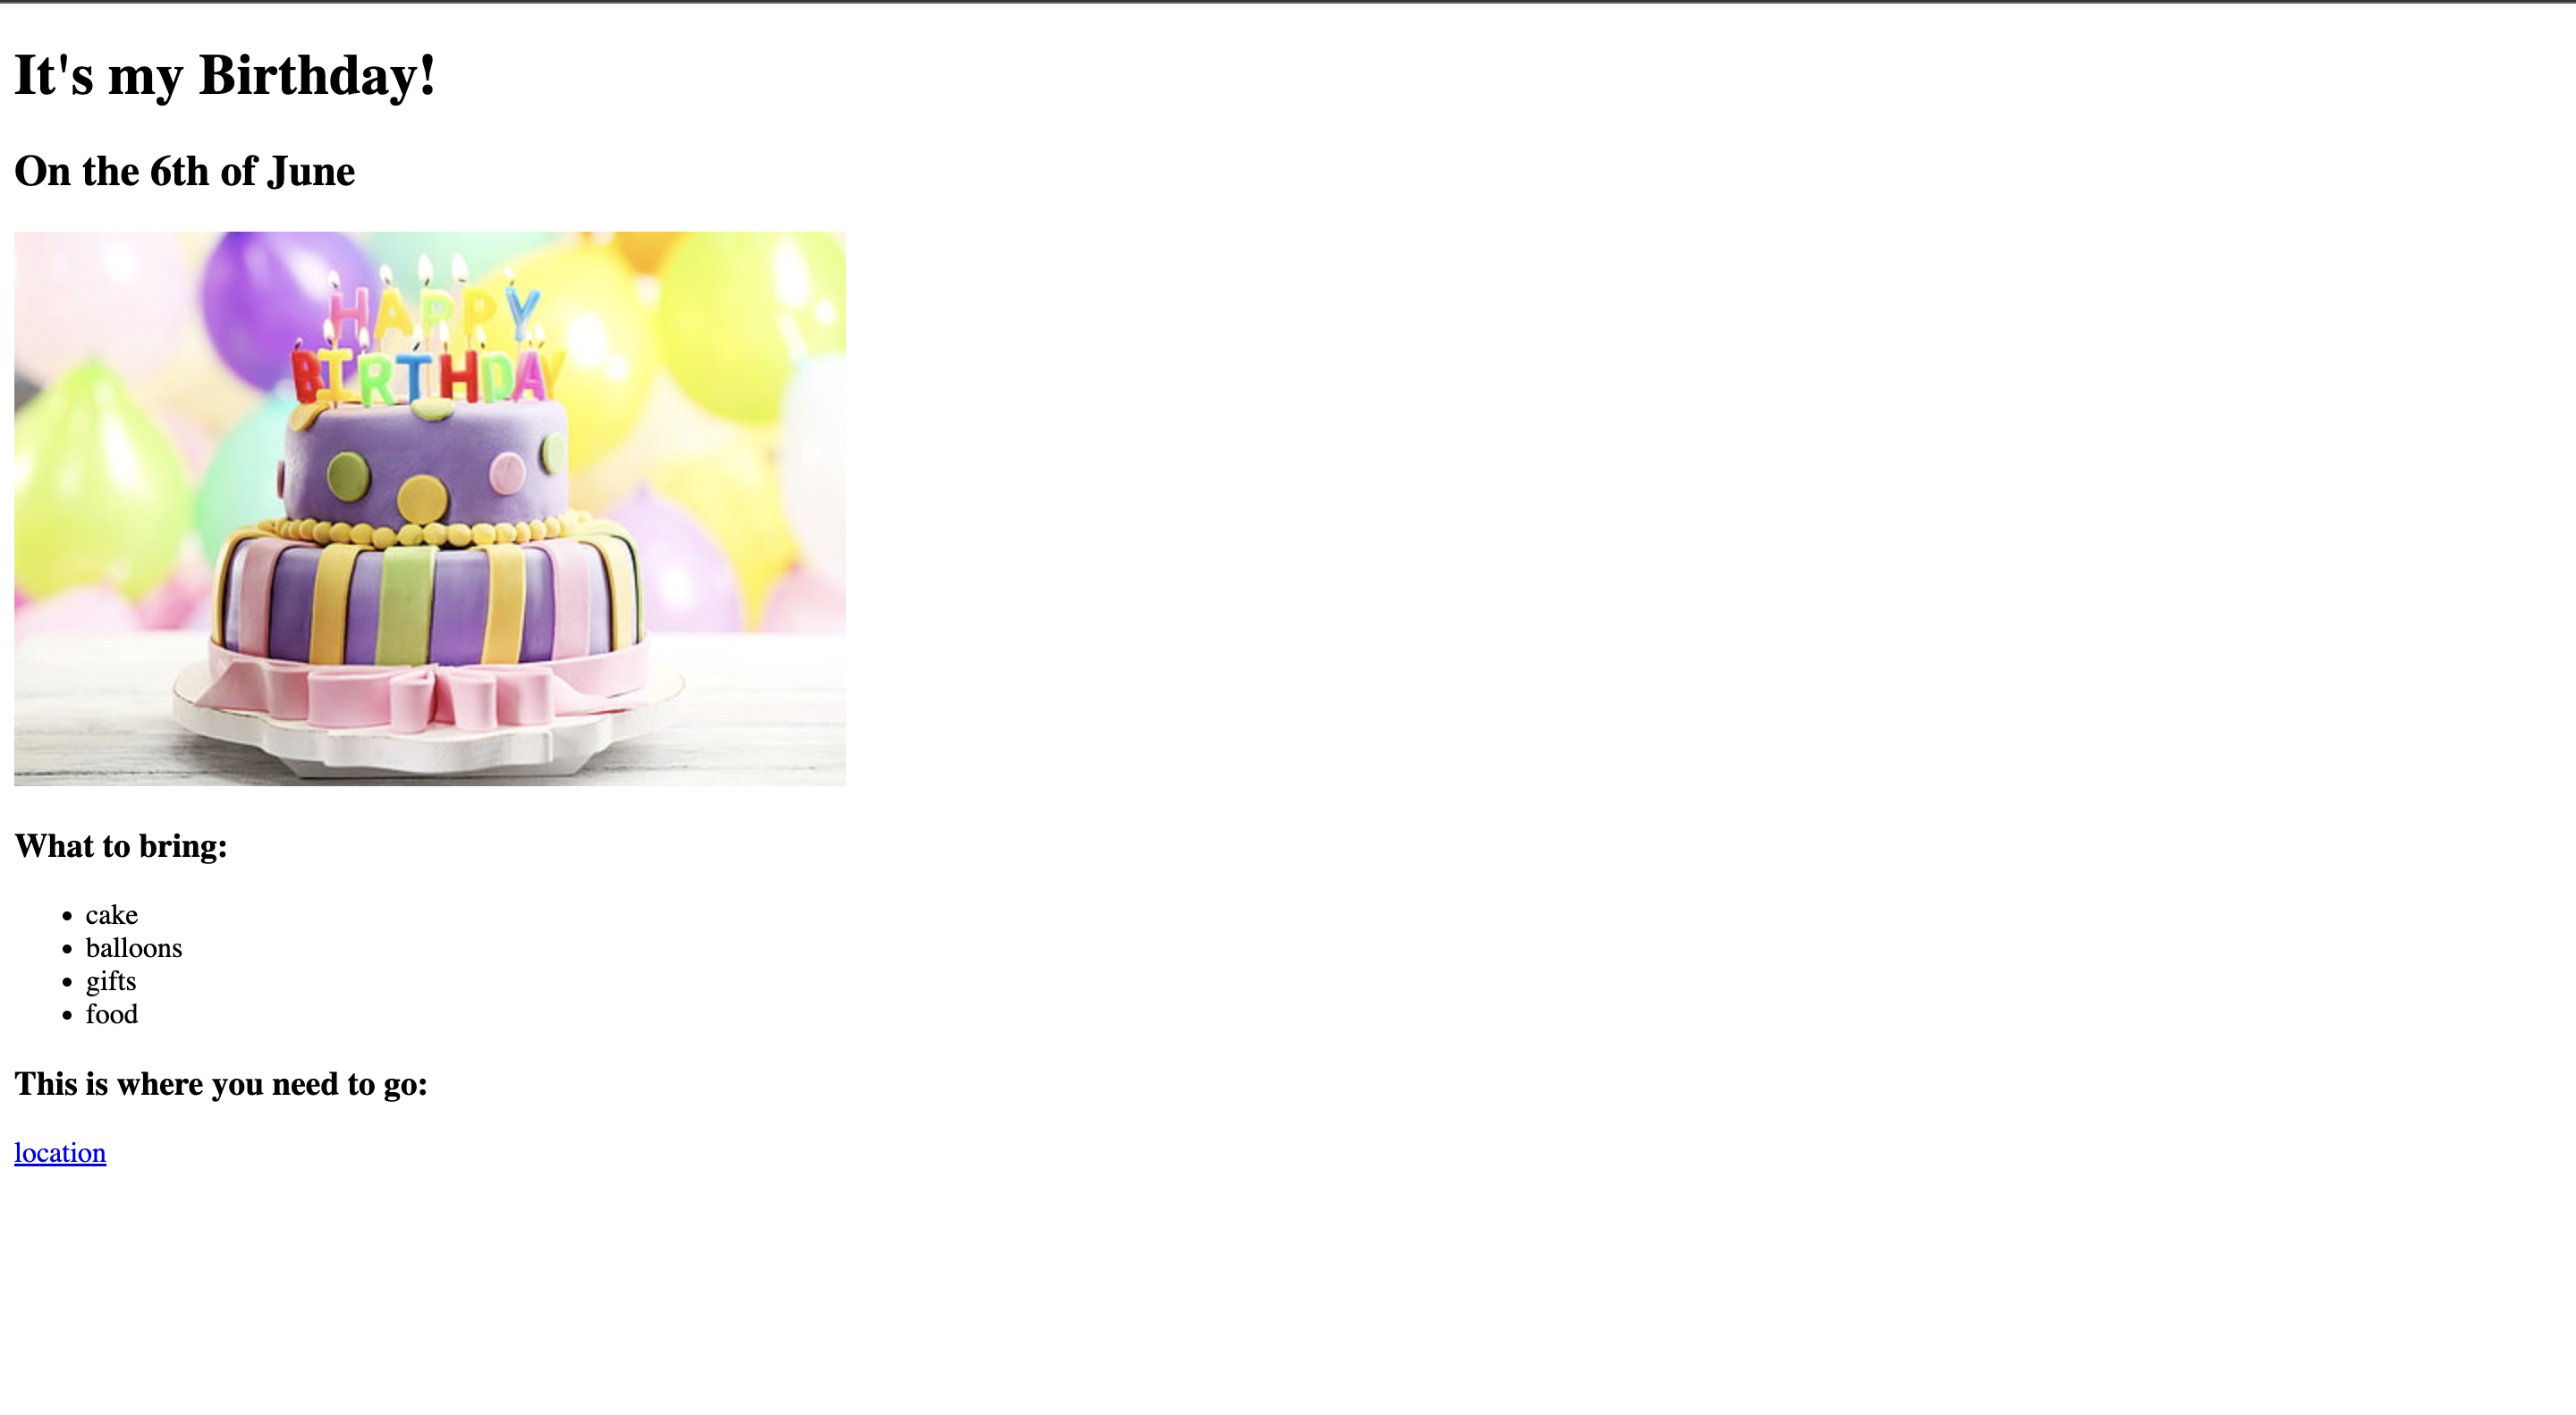 It's my Birthday!
On the 6th of June
HAPPY
BIRTHDAY
What to bring:
cake
balloons
gifts
food
This is where you need to go:
location